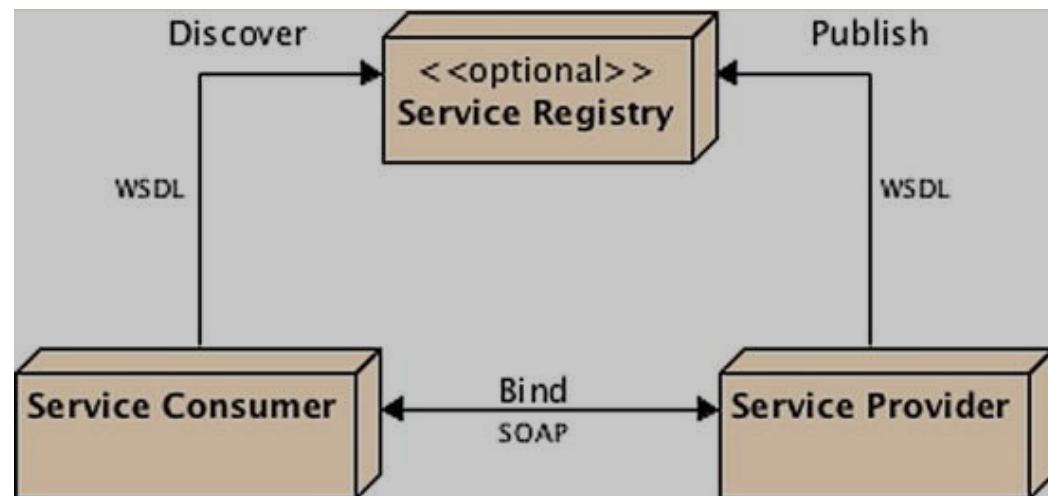 Discover
Publish
<<optional>>
Service Registry
WSDL
WSDL
Service Consumer
Bind
SOAP
Service Provider